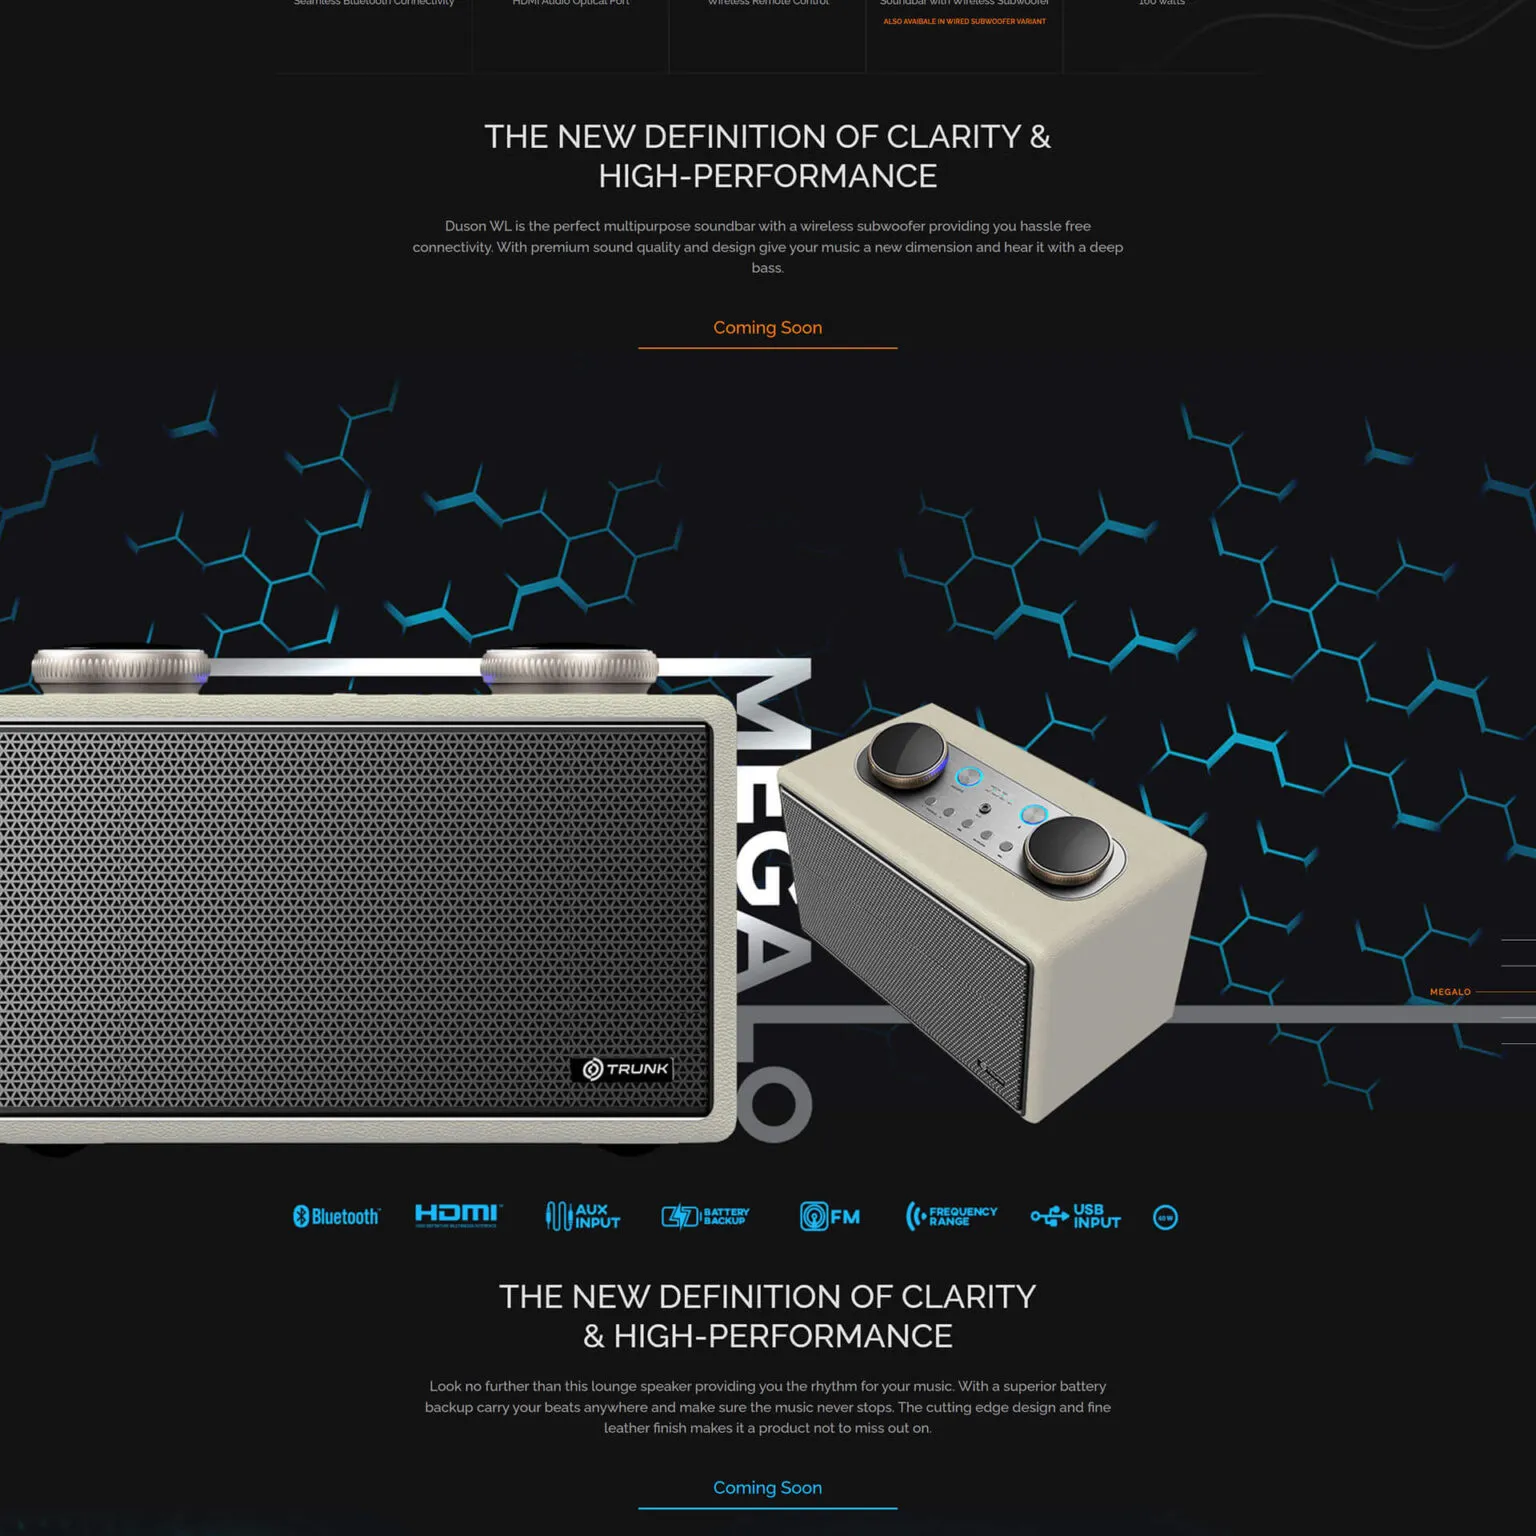 Seamless Bluetooth Connectivity
HDMI Audio Optical Port
Wireless Remote Control
Soundbar with Wireless Subwoofer
160 watts
ALSO AVAIBALE IN WIRED SUBWOOFER VARIANT
THE NEW DEFINITION OF CLARITY &
HIGH-PERFORMANCE
Duson WL is the perfect multipurpose soundbar with a wireless subwoofer providing you hassle free
connectivity. With premium sound quality and design give your music a new dimension and hear it with a deep
bass.
Coming Soon
MEGALO
MEGALO
TRUNK
Bluetooth
HDMI
AUX
INPUT
BATTERY
BACKUP
FM
FREQUENCY
RANGE
USB
INPUT
THE NEW DEFINITION OF CLARITY
& HIGH-PERFORMANCE
Look no further than this lounge speaker providing you the rhythm for your music. With a superior battery
backup carry your beats anywhere and make sure the music never stops. The cutting edge design and fine
leather finish makes it a product not to miss out on.
Coming Soon